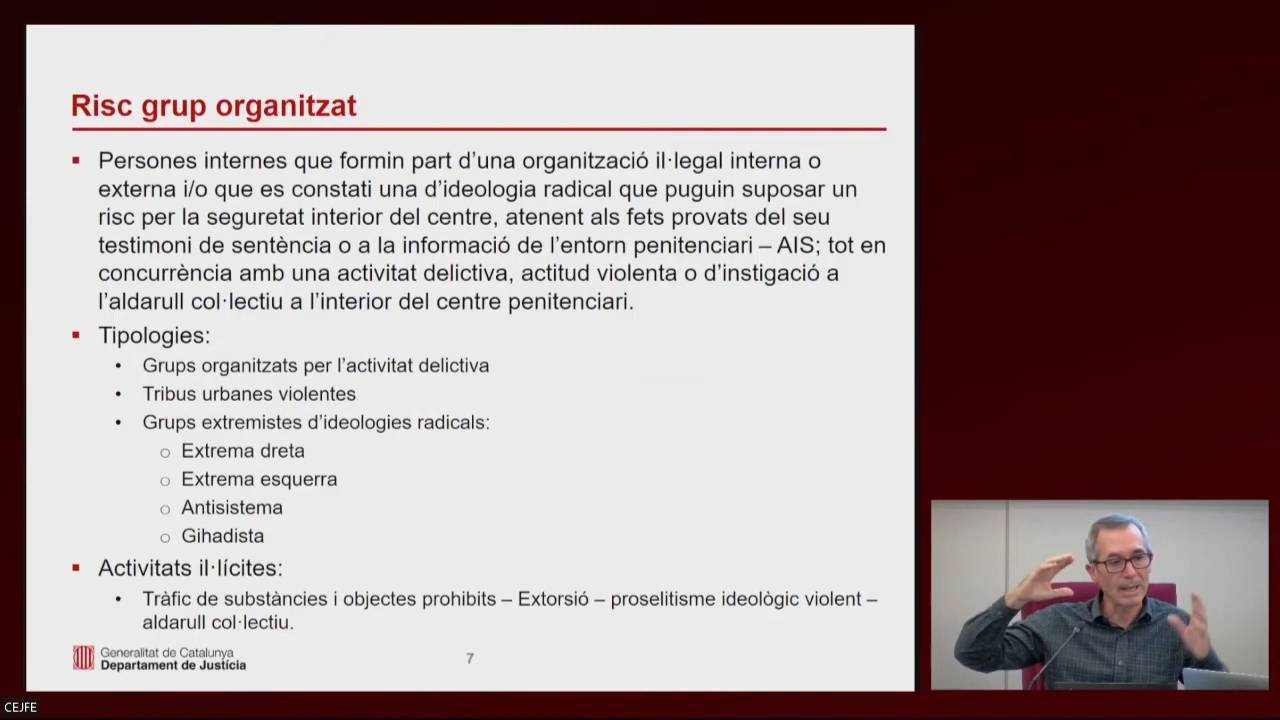 Risc grup organitzat
▪ Persones internes que formin part d’una organització il·legal interna o
externa i/o que es constati una d’ideologia radical que puguin suposar un
risc per la seguretat interior del centre, atenent als fets provats del seu
testimoni de sentència o a la informació de l’entorn penitenciari – AIS; tot en
concurrència amb una activitat delictiva, actitud violenta o d’instigació a
l’aldarull col·lectiu a l’interior del centre penitenciari.
▪ Tipologies:
• Grups organitzats per l’activitat delictiva
• Tribus urbanes violentes
• Grups extremistes d’ideologies radicals:
o Extrema dreta
o Extrema esquerra
o Antisistema
o Gihadista
▪ Activitats il·lícites:
• Tràfic de substàncies i objectes prohibits – Extorsió – proselitisme ideològic violent –
aldarull col·lectiu.
Generalitat de Catalunya
Departament de Justícia
7
CEJFE